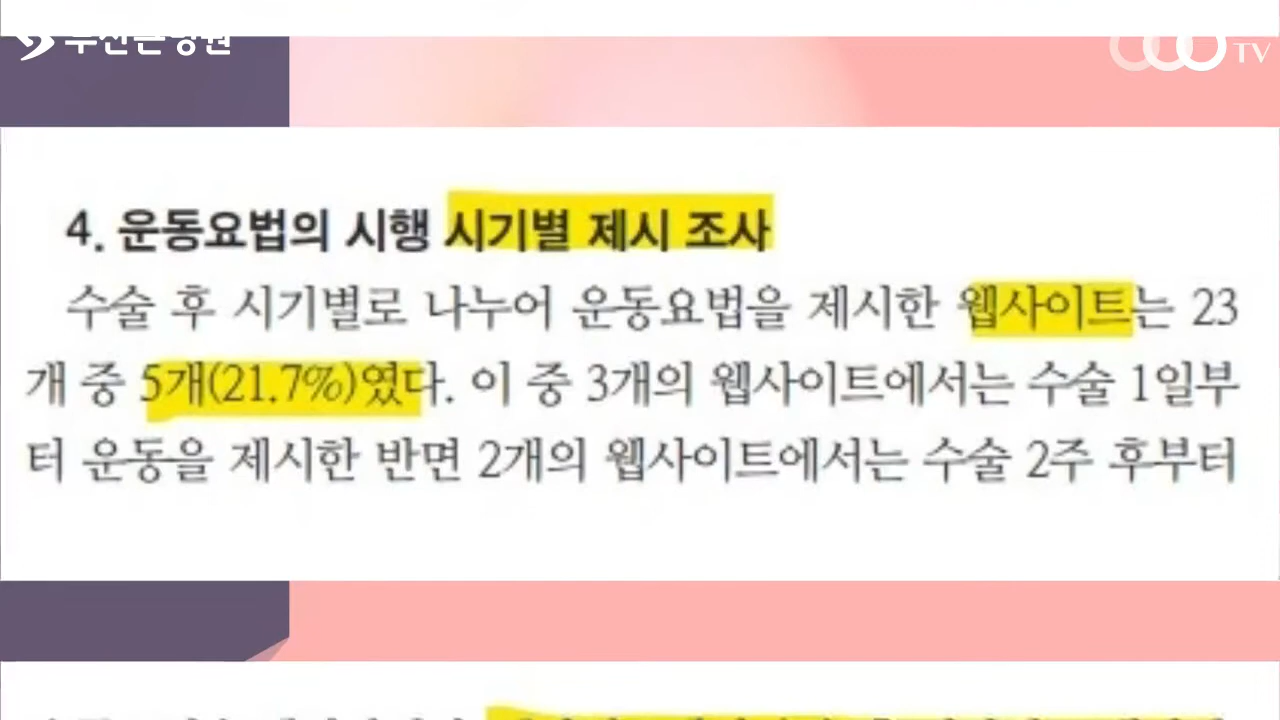 TV
4. 운동요법의 시행 시기별 제시 조사
수술 후 시기별로 나누어 운동요법을 제시한 웹사이트는 23
개 중 5개(21.7%)였다. 이 중 3개의 웹사이트에서는 수술 1일부
터 운동을 제시한 반면 2개의 웹사이트에서는 수술 2주 후부터